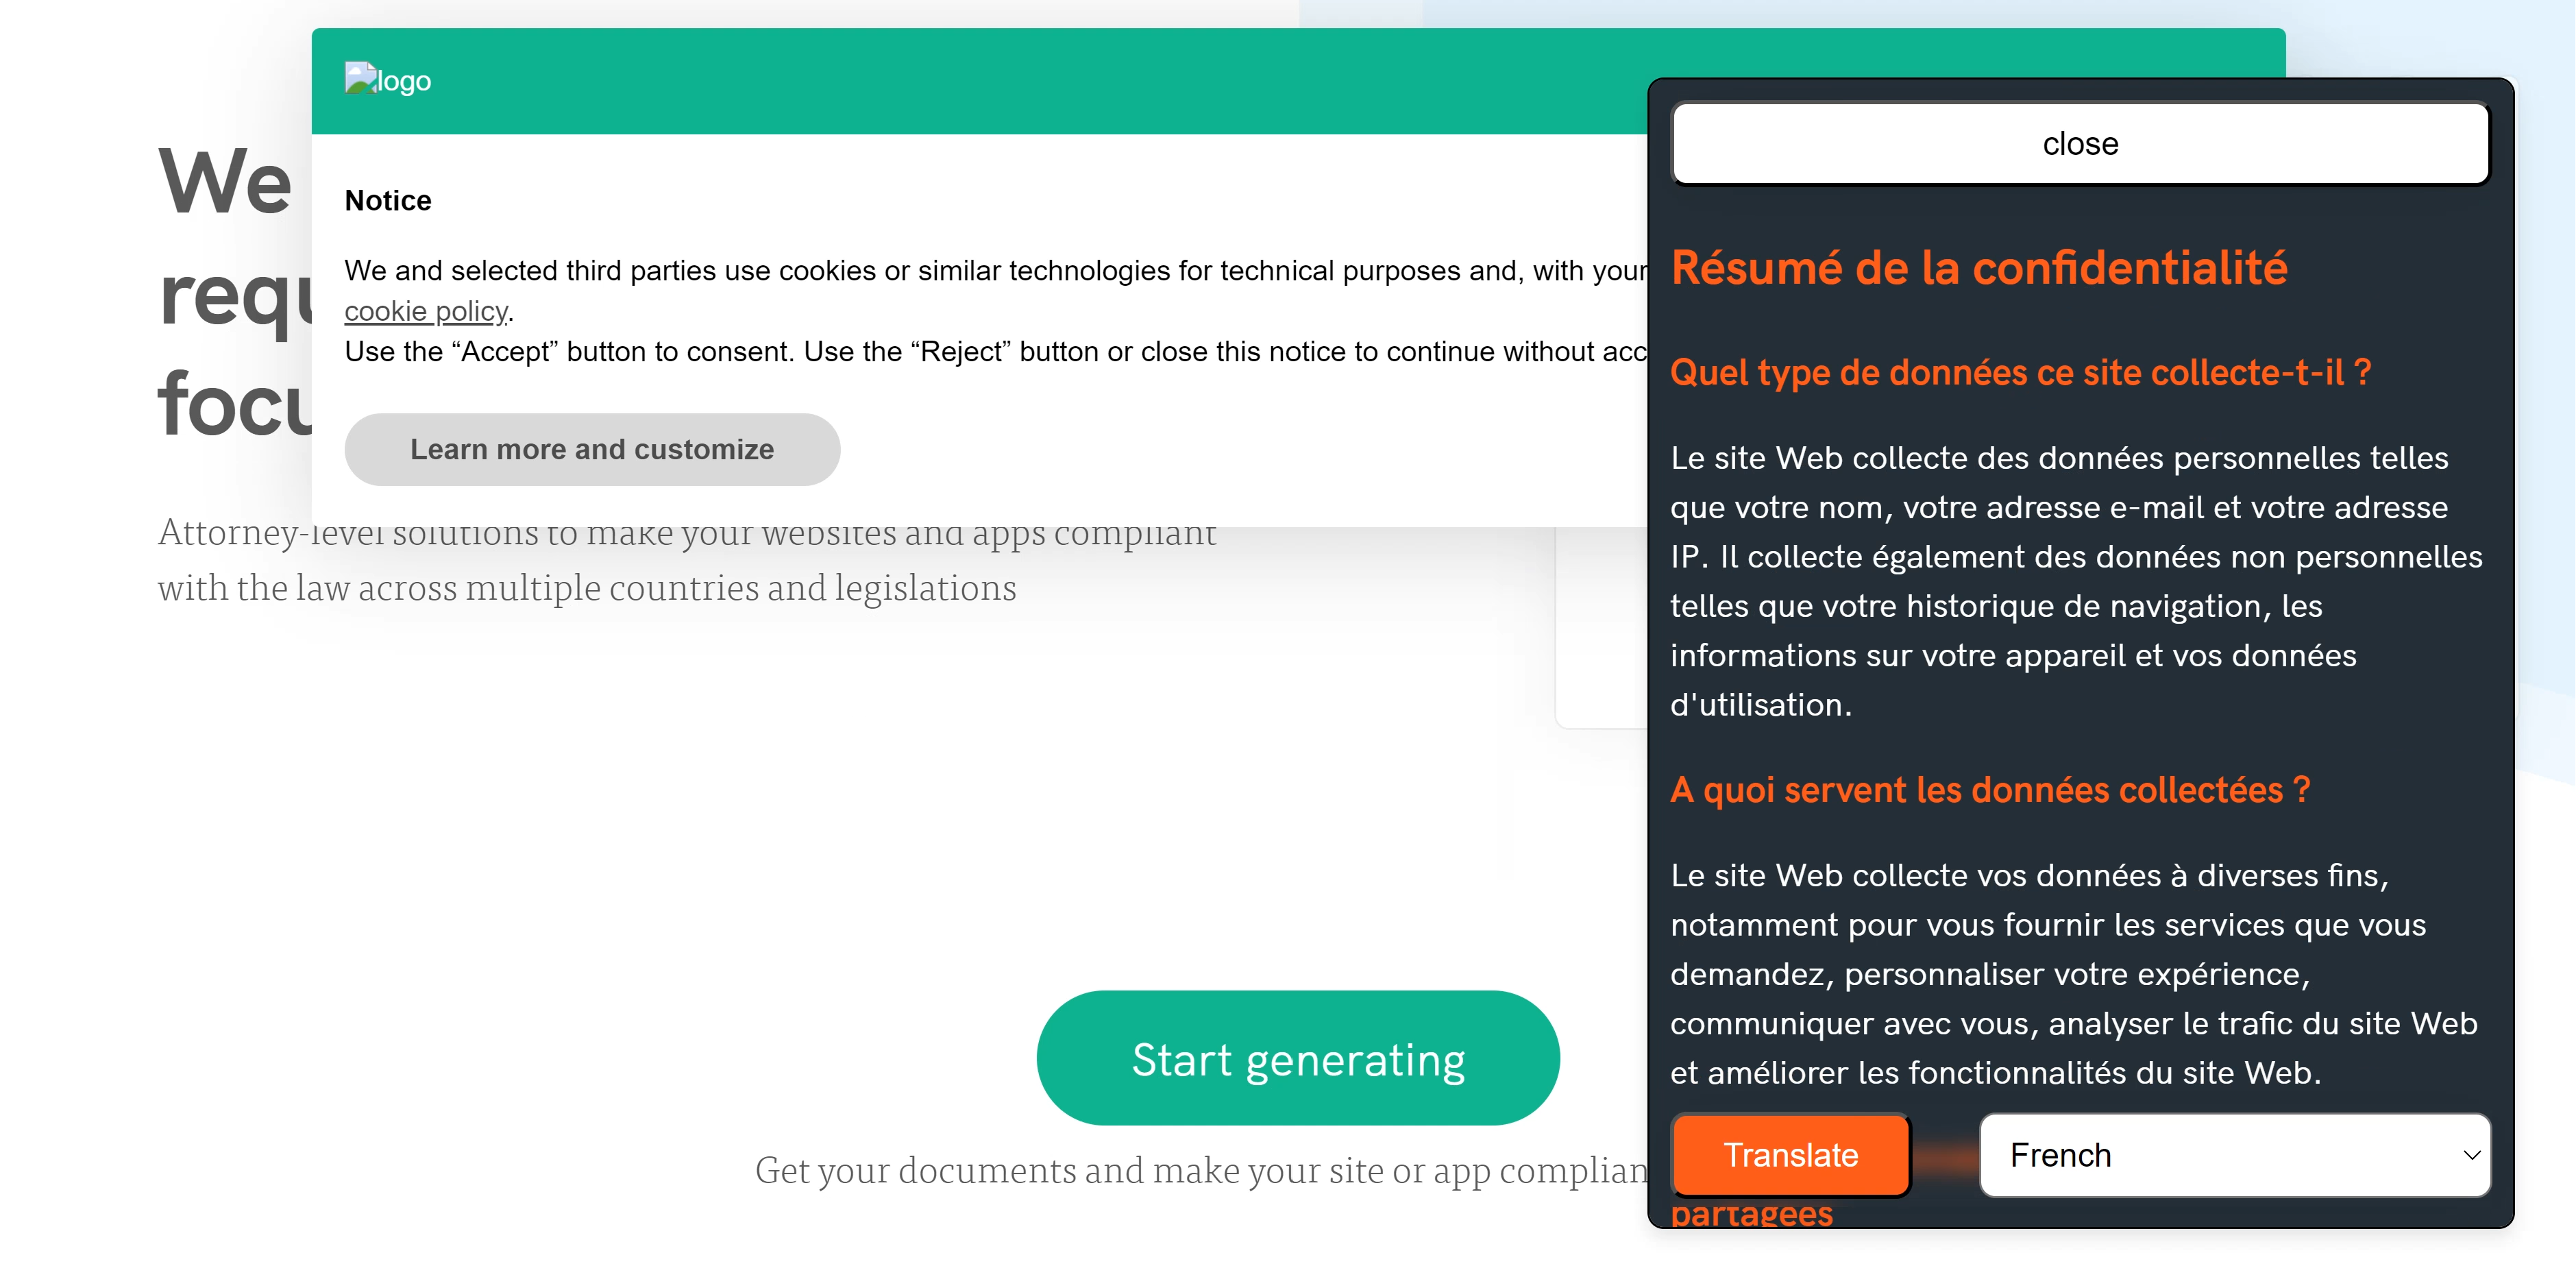 logo
Notice
We and selected third parties use cookies or similar technologies for technical purposes and, with your
cookie policy.
Use the “Accept” button to consent. Use the “Reject” button or close this notice to continue without
Learn more and customize
We
Attorney-level solutions to make your websites and apps compliant
with the law across multiple countries and legislations
Start generating
Get your documents and make your site or app
close
Résumé de la confidentialité
Quel type de données ce site collecte-t-il ?
Le site Web collecte des données personnelles telles
que votre nom, votre adresse e-mail et votre adresse
IP. Il collecte également des données non personnelles
telles que votre historique de navigation, les
informations sur votre appareil et vos données
d'utilisation.
A quoi servent les données collectées ?
Le site Web collecte vos données à diverses fins,
notamment pour vous fournir les services que vous
demandez, personnaliser votre expérience,
communiquer avec vous, analyser le trafic du site Web
et améliorer les fonctionnalités du site Web.
Translate
French
partagées